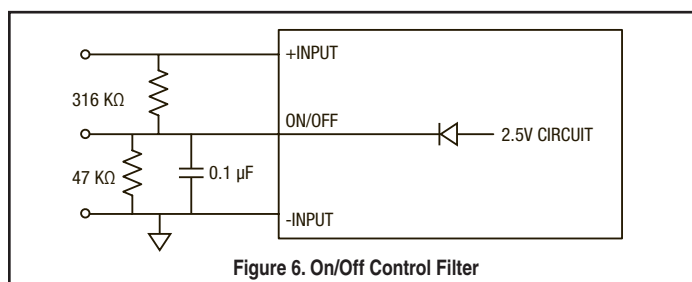 +INPUT
316 KΩ
ON/OFF
2.5V CIRCUIT
47 KΩ
0.1 µF
-INPUT
Figure 6. On/Off Control Filter